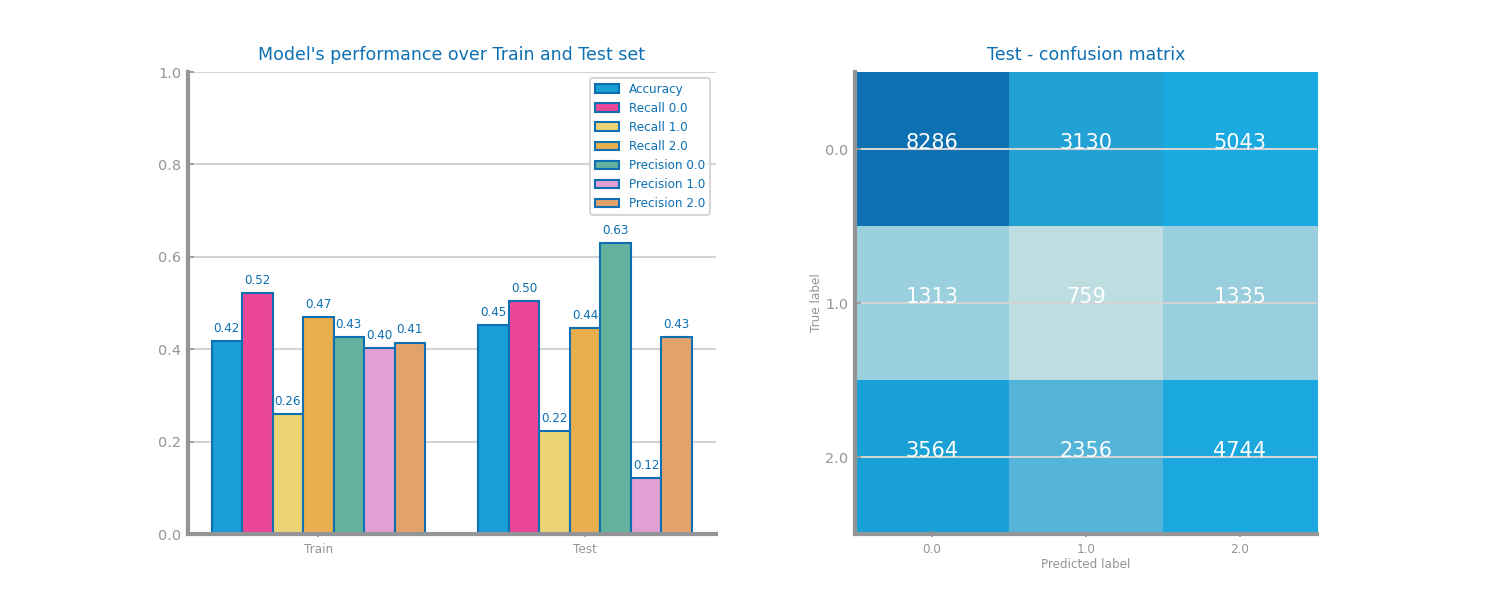 Model's performance over Train and Test set
1.0
0.8
0.6
0.4
0.2
0.0
Accuracy
Recall 0.0
Recall 1.0
Recall 2.0
Precision 0.0
Precision 1.0
Precision 2.0
0.42
0.52
0.26
0.47
0.43
0.40
0.41
0.45
0.50
0.22
0.44
0.63
0.12
0.43
Train
Test
Test - confusion matrix
True label
0.0
8286 3130 5043
1.0
1313 759 1335
2.0
3564 2356 4744
0.0 1.0 2.0
Predicted label